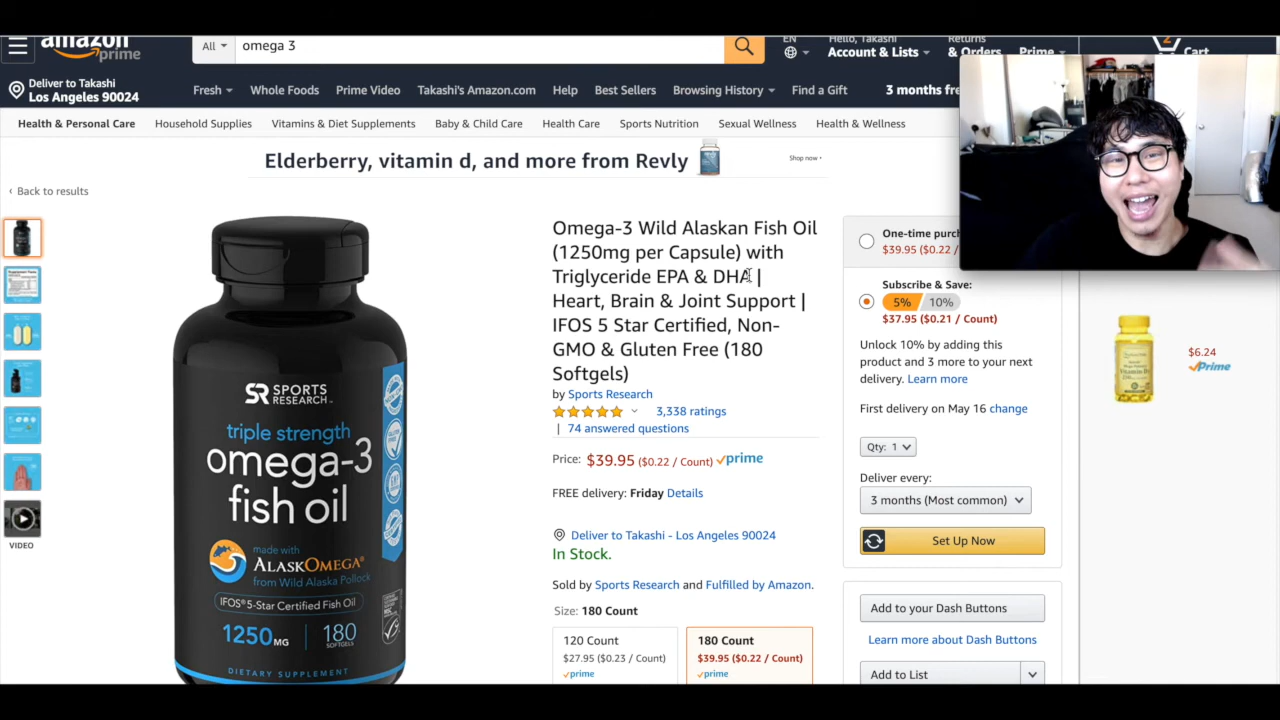 amazon
prime
All
omega 3
EN
Hello, Takashi
Account & Lists
Returns
& Orders
Prime
2
Cart
Deliver to Takashi
Los Angeles 90024
Fresh
Whole Foods
Prime Video
Takashi's Amazon.com
Help
Best Sellers
Browsing History
Find a Gift
3 months fre
Health & Personal Care
Household Supplies
Vitamins & Diet Supplements
Baby & Child Care
Health Care
Sports Nutrition
Sexual Wellness
Health & Wellness
Elderberry, vitamin d, and more from Revly
Shop now ›
‹ Back to results
VIDEO
SR SPORTS
RESEARCH
triple strength
omega-3
fish oil
made with
ALASKOMEGA®
from Wild Alaska Pollock
IFOS® 5-Star Certified Fish Oil
1250 MG
180
SOFTGELS
DIETARY SUPPLEMENT
Omega-3 Wild Alaskan Fish Oil
(1250mg per Capsule) with
Triglyceride EPA & DHA |
Heart, Brain & Joint Support |
IFOS 5 Star Certified, Non-
GMO & Gluten Free (180
Softgels)
by Sports Research
3,338 ratings
| 74 answered questions
Price: $39.95 ($0.22 / Count) prime
FREE delivery: Friday Details
Deliver to Takashi - Los Angeles 90024
In Stock.
Sold by Sports Research and Fulfilled by Amazon.
Size: 180 Count
120 Count
$27.95 ($0.23 / Count)
prime
180 Count
$39.95 ($0.22 / Count)
prime
One-time purch
$39.95 ($0.22 /
Subscribe & Save:
5% 10%
$37.95 ($0.21 / Count)
Unlock 10% by adding this
product and 3 more to your next
delivery. Learn more
First delivery on May 16 change
Qty: 1
Deliver every:
3 months (Most common)
Set Up Now
Add to your Dash Buttons
Learn more about Dash Buttons
Add to List
$6.24
Prime